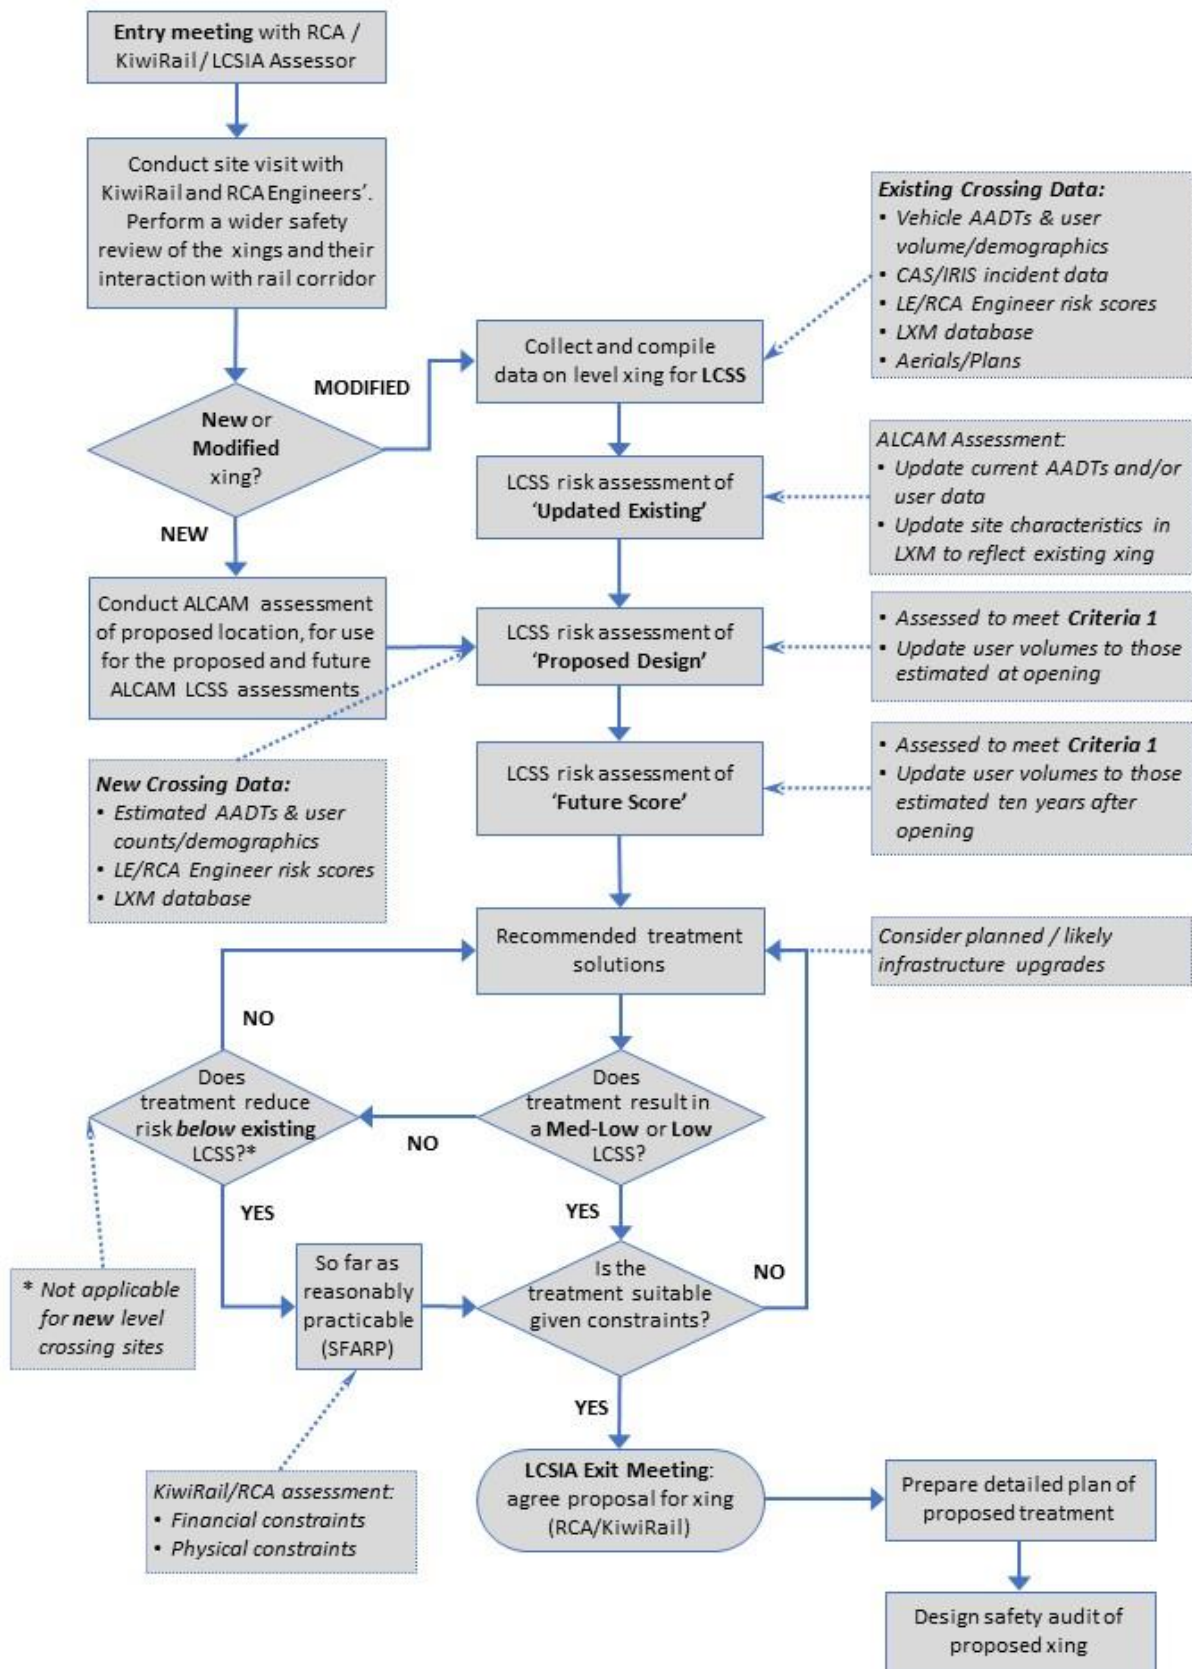 Entry meeting with RCA /
KiwiRail / LCSIA Assessor
Conduct site visit with
KiwiRail and RCA Engineers'.
Perform a wider safety
review of the xings and their
interaction with rail corridor
New or
Modified
xing?
MODIFIED
NEW
Collect and compile
data on level xing for LCSS
Existing Crossing Data:
• Vehicle AADTs & user
volume/demographics
• CAS/IRIS incident data
• LE/RCA Engineer risk scores
• LXM database
• Aerials/Plans
LCSS risk assessment of
'Updated Existing'
ALCAM Assessment:
• Update current AADTs and/or
user data
• Update site characteristics in
LXM to reflect existing xing
Conduct ALCAM assessment
of proposed location, for use
for the proposed and future
ALCAM LCSS assessments
LCSS risk assessment of
'Proposed Design'
• Assessed to meet Criteria 1
• Update user volumes to those
estimated at opening
New Crossing Data:
• Estimated AADTs & user
counts/demographics
• LE/RCA Engineer risk scores
• LXM database
LCSS risk assessment of
'Future Score'
• Assessed to meet Criteria 1
• Update user volumes to those
estimated ten years after
opening
Recommended treatment
solutions
Consider planned / likely
infrastructure upgrades
NO
Does
treatment reduce
risk below existing
LCSS?*
NO
Does
treatment result in
a Med-Low or Low
LCSS?
YES
YES
* Not applicable
for new level
crossing sites
So far as
reasonably
practicable
(SFARP)
Is the
treatment suitable
given constraints?
NO
YES
KiwiRail/RCA assessment:
• Financial constraints
• Physical constraints
LCSIA Exit Meeting:
agree proposal for xing
(RCA/KiwiRail)
Prepare detailed plan of
proposed treatment
Design safety audit of
proposed xing